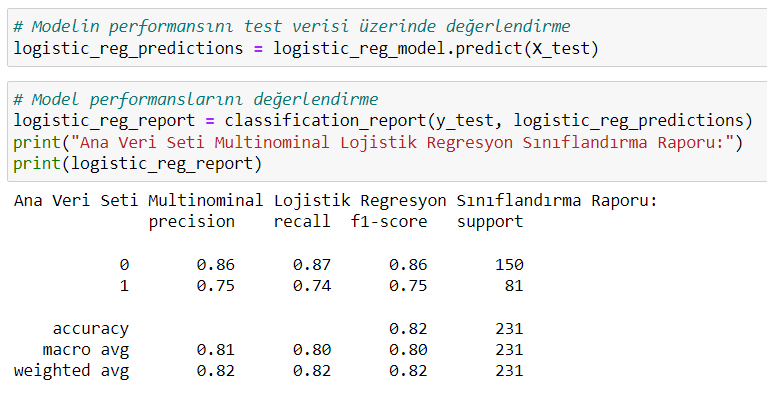 # Modelin performansını test verisi üzerinde değerlendirme
logistic_reg_predictions = logistic_reg_model.predict(X_test)
# Model performanslarını değerlendirme
logistic_reg_report = classification_report(y_test, logistic_reg_predictions)
print("Ana Veri Seti Multinominal Lojistik Regresyon Sınıflandırma Raporu:")
print(logistic_reg_report)
Ana Veri Seti Multinominal Lojistik Regresyon Sınıflandırma Raporu:
precision recall f1-score support
0 0.86 0.87 0.86 150
1 0.75 0.74 0.75 81
accuracy 0.82 231
macro avg 0.81 0.80 0.80 231
weighted avg 0.82 0.82 0.82 231